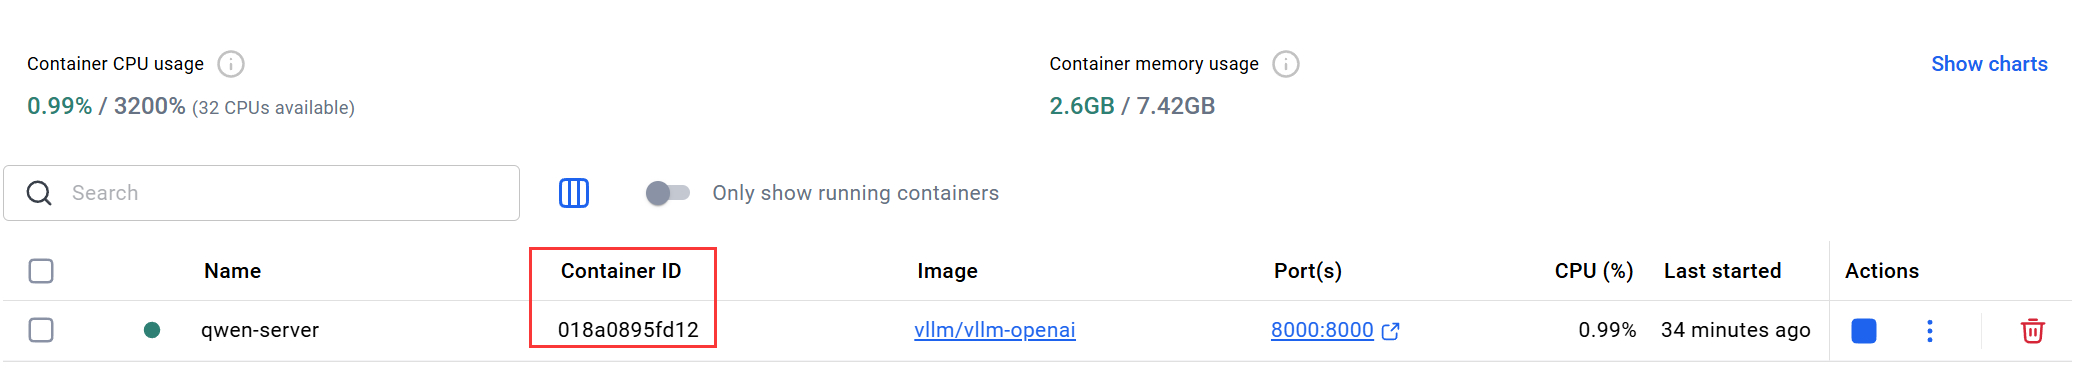 Container CPU usage
Container memory usage
Show charts
0.99% / 3200% (32 CPUs available)
2.6GB / 7.42GB
Search
Only show running containers
Name Container ID Image Port(s) CPU (%) Last started Actions
qwen-server 018a0895fd12 vllm/vllm-openai 8000:8000 0.99% 34 minutes ago